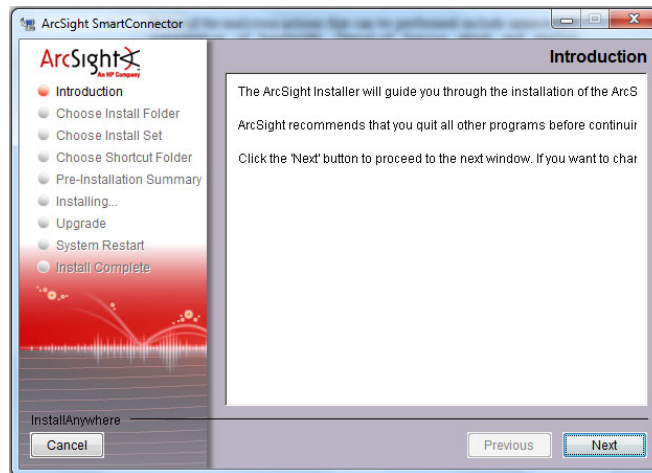 ArcSight SmartConnector
ArcSight
An HP Company
Introduction
Introduction
Choose Install Folder
Choose Install Set
Choose Shortcut Folder
Pre-Installation Summary
Installing...
Upgrade
System Restart
Install Complete
The ArcSight Installer will guide you through the installation of the ArcS
ArcSight recommends that you quit all other programs before continuin
Click the 'Next' button to proceed to the next window. If you want to char
InstallAnywhere
Cancel
Previous
Next